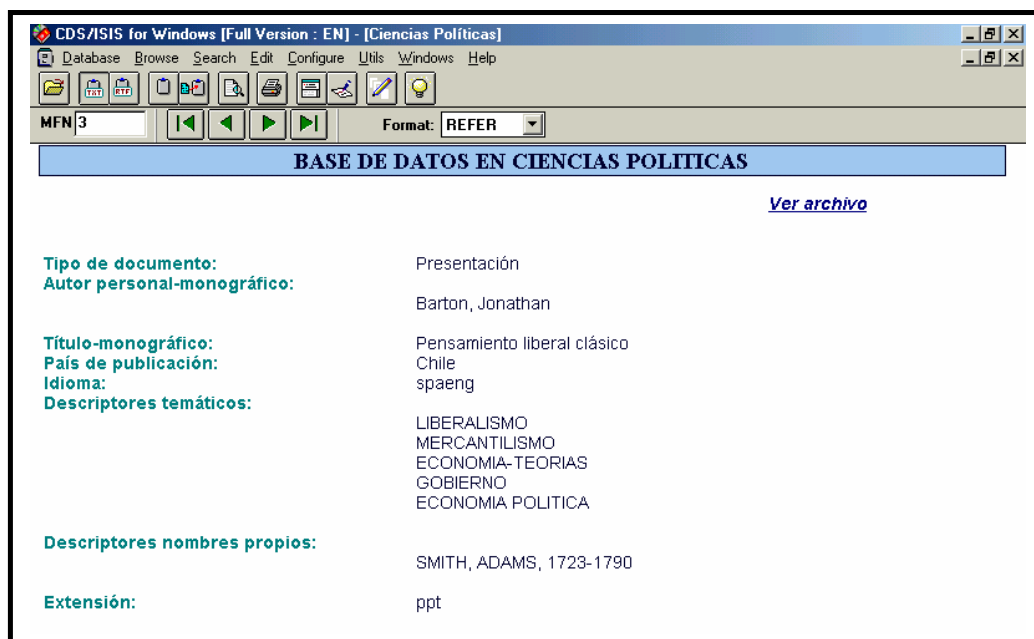 CDS/ISIS for Windows [Full Version : EN] - [Ciencias Políticas]
Database Browse Search Edit Configure Utils Windows Help
TXT RTF
MFN 3 Format: REFER
BASE DE DATOS EN CIENCIAS POLITICAS
Ver archivo
Tipo de documento: Presentación
Autor personal-monográfico:
Barton, Jonathan
Título-monográfico: Pensamiento liberal clásico
País de publicación: Chile
Idioma: spaeng
Descriptores temáticos:
LIBERALISMO
MERCANTILISMO
ECONOMIA-TEORIAS
GOBIERNO
ECONOMIA POLITICA
Descriptores nombres propios:
SMITH, ADAMS, 1723-1790
Extensión: ppt